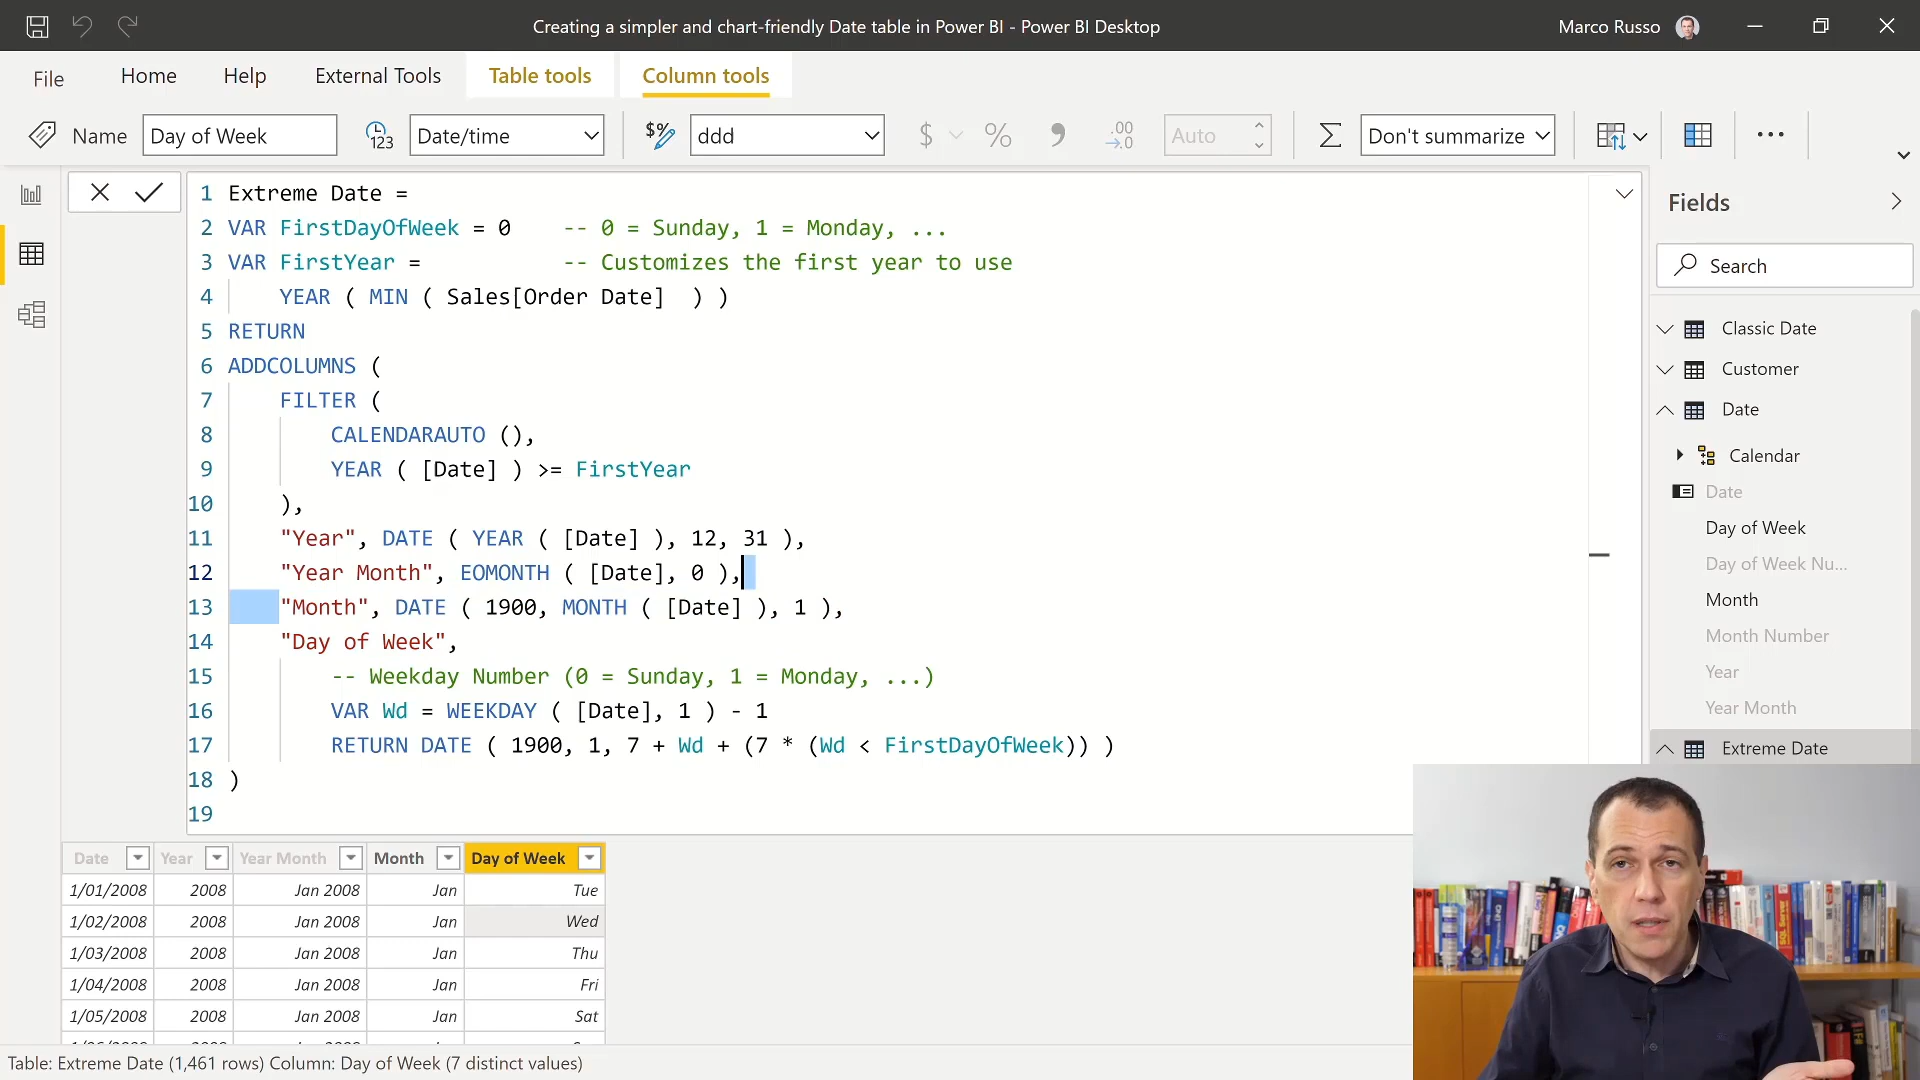 Creating a simpler and chart-friendly Date table in Power BI - Power BI Desktop
Marco Russo
File Home Help External Tools Table tools Column tools
Name Day of Week 123 Date/time $% ddd $ % , .00 →.0 Auto Σ Don't summarize ...
1 Extreme Date =
2 VAR FirstDayOfWeek = 0 -- 0 = Sunday, 1 = Monday, ...
3 VAR FirstYear = -- Customizes the first year to use
4 YEAR ( MIN ( Sales[Order Date] ) )
5 RETURN
6 ADDCOLUMNS (
7 FILTER (
8 CALENDARAUTO (),
9 YEAR ( [Date] ) >= FirstYear
10 ),
11 "Year", DATE ( YEAR ( [Date] ), 12, 31 ),
12 "Year Month", EOMONTH ( [Date], 0 ),
13 "Month", DATE ( 1900, MONTH ( [Date] ), 1 ),
14 "Day of Week",
15 -- Weekday Number (0 = Sunday, 1 = Monday, ...)
16 VAR Wd = WEEKDAY ( [Date], 1 ) - 1
17 RETURN DATE ( 1900, 1, 7 + Wd + (7 * (Wd < FirstDayOfWeek)) )
18 )
19
Fields
Search
Classic Date
Customer
Date
Calendar
Date
Day of Week
Day of Week Nu...
Month
Month Number
Year
Year Month
Extreme Date
Date Year Year Month Month Day of Week
1/01/2008 2008 Jan 2008 Jan Tue
1/02/2008 2008 Jan 2008 Jan Wed
1/03/2008 2008 Jan 2008 Jan Thu
1/04/2008 2008 Jan 2008 Jan Fri
1/05/2008 2008 Jan 2008 Jan Sat
Table: Extreme Date (1,461 rows) Column: Day of Week (7 distinct values)